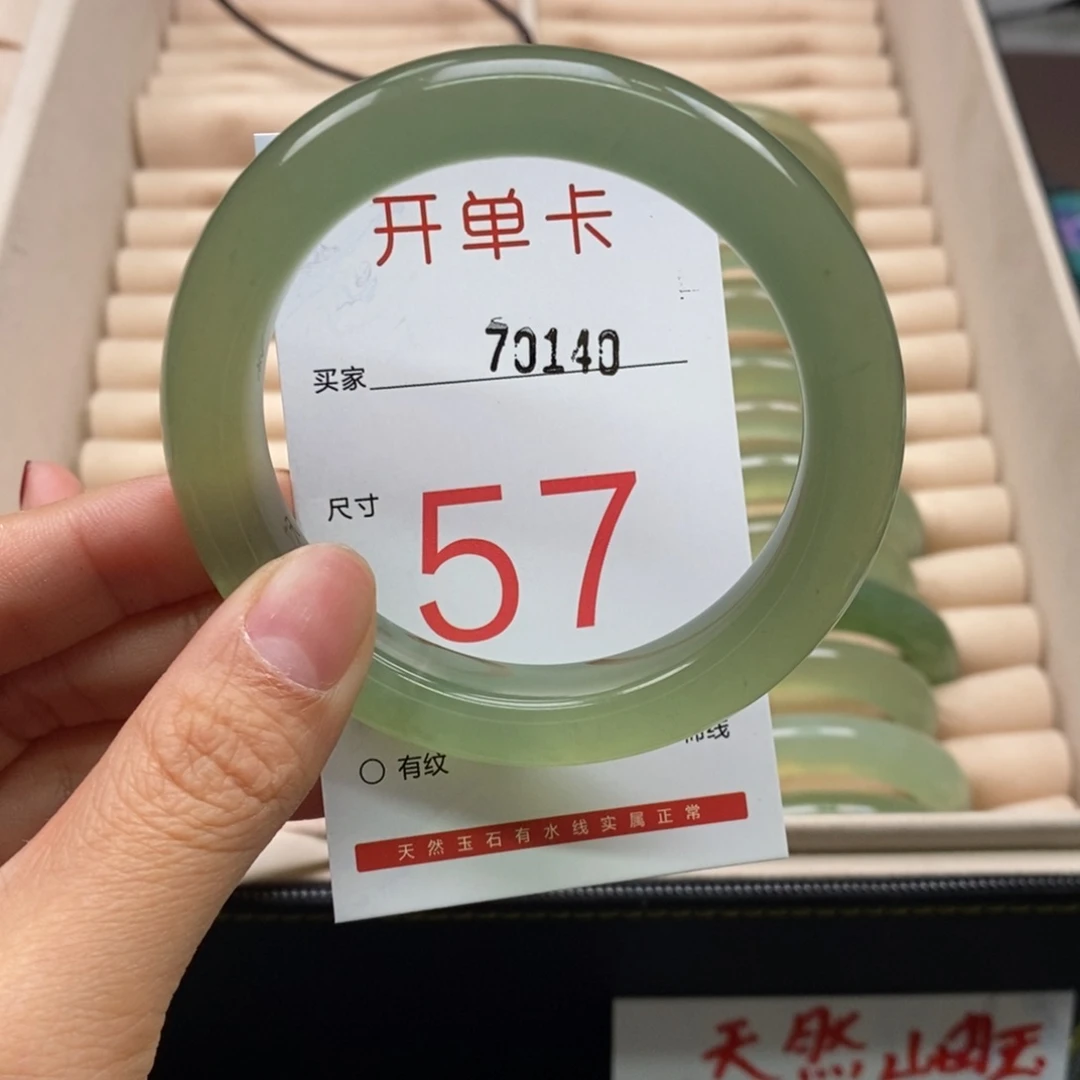 开单卡
买家 70140
尺寸 57
○ 有纹
线
天然玉石有水线实属正常
天然